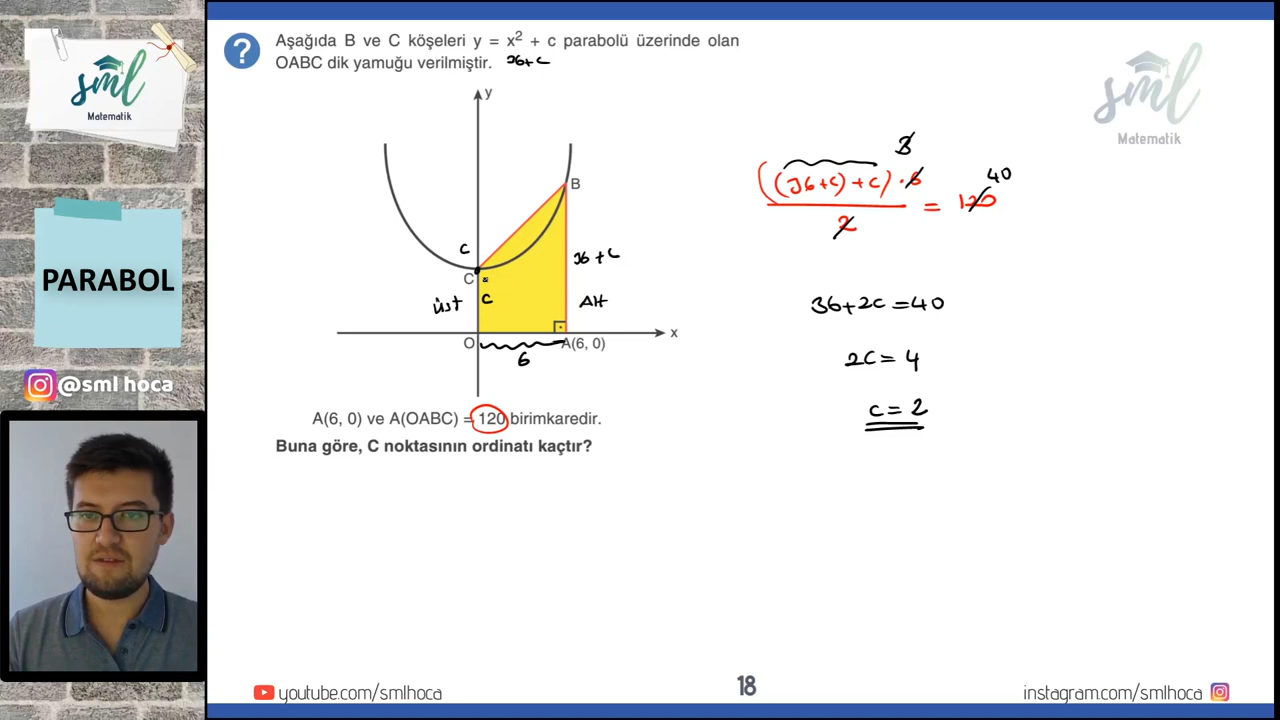 sml
Matematik
PARABOL
@sml hoca
?
Aşağıda B ve C köşeleri y = x² + c parabolü üzerinde olan
OABC dik yamuğu verilmiştir.
36+c
sml
Matematik
y
B
C
C
c
üst
36+c
Alt
O
A(6, 0)
x
6
((36+c)+c)·6
3
2
=
120
40
36+2c=40
2c=4
c=2
A(6, 0) ve A(OABC) = 120 birimkaredir.
Buna göre, C noktasının ordinatı kaçtır?
youtube.com/smlhoca
18
instagram.com/smlhoca